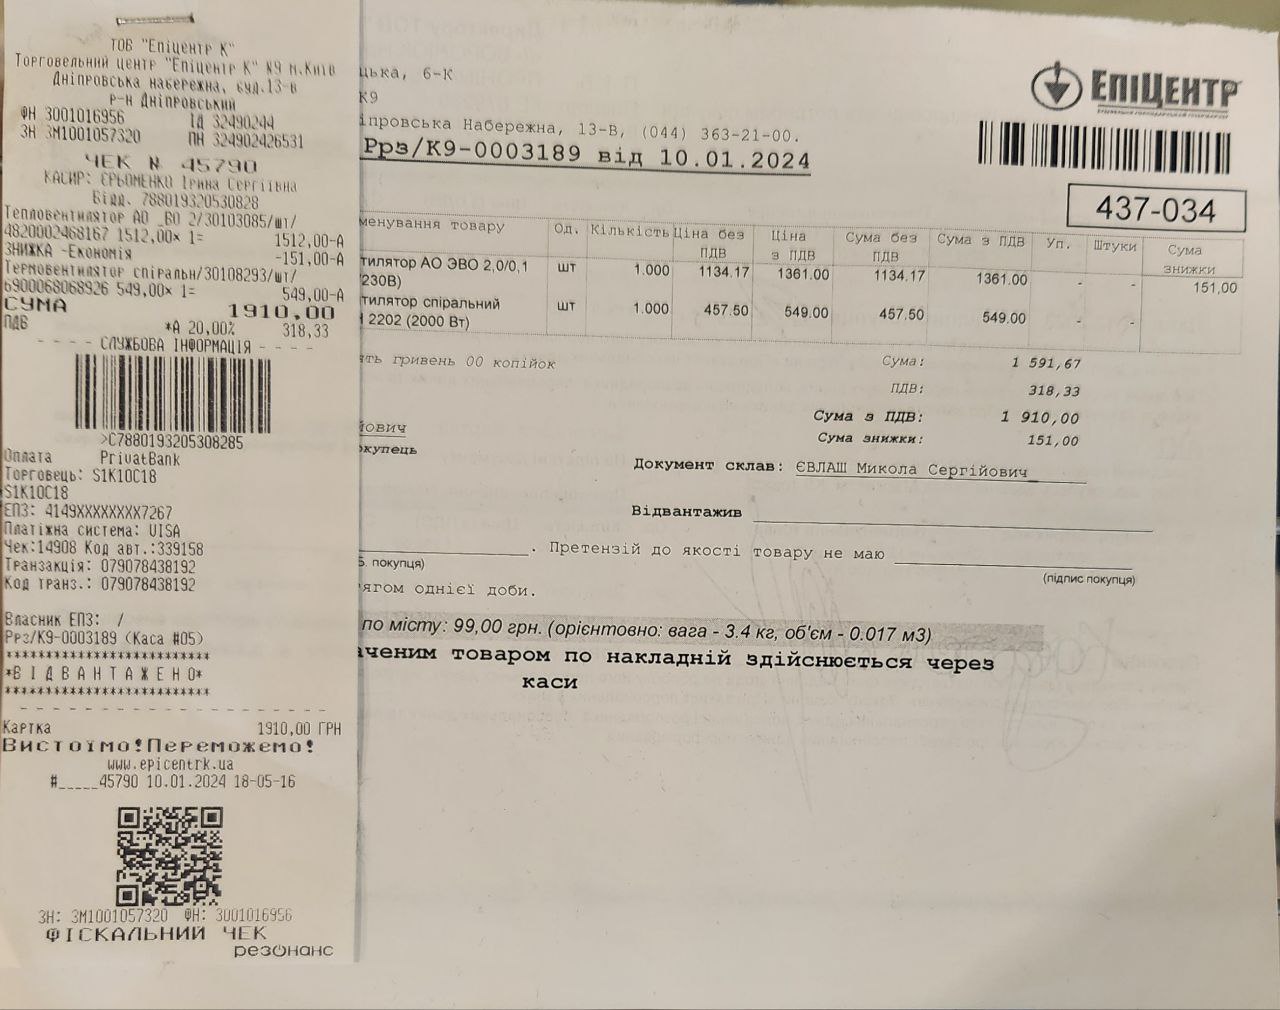 ТОВ "Епіцентр К"
Торговельний центр "Епіцентр К" N9 м.Київ
Дніпровська набережна, буд.13-в
р-н Дніпровський
ФН 3001016956 ІД 32490244
ЗН ЗМ1001057320 ПН 324902426531
ЧЕК № 45790
КАСИР: ЄРЬОМЕНКО Ірина Сергіївна
Відд. 788019320530828
Тепловентилятор АО ЭВО 2/30103085/шт/
4820002468167 1512,00× 1= 1512,00-А
ЗНИЖКА -Економія -151,00-А
Термовентилятор спіральн/30108293/шт/
6900068068926 549,00× 1= 549,00-А
СУМА 1910,00
ПДВ *А 20,00% 318,33
- - - - СЛУЖБОВА ІНФОРМАЦІЯ - - - -
>C7880193205308285
Оплата PrivatBank
Торговець: S1K10C18
S1K10C18
ЕПЗ: 4149XXXXXXXX7267
Платіжна система: VISA
Чек:14908 Код авт.:339158
Транзакція: 079078438192
Код транз.: 079078438192
Власник ЕПЗ: /
Ррз/К9-0003189 (Каса #05)
**************************
*В І Д В А Н Т А Ж Е Н О*
**************************
Картка 1910,00 ГРН
Вистоїмо!Переможемо!
www.epicentrk.ua
#_____45790 10.01.2024 18-05-16
ЗН: ЗМ1001057320 ФН: 3001016956
ФІСКАЛЬНИЙ ЧЕК
резонанс
цька, 6-К
К9
іпровська Набережна, 13-В, (044) 363-21-00.
Ррз/К9-0003189 від 10.01.2024
ЕПІЦЕНТР
437-034
менування товару Од. Кількість Ціна без ПДВ Ціна з ПДВ Сума без ПДВ Сума з ПДВ Уп. Штуки Сума знижки
тилятор АО ЭВО 2,0/0,1 шт 1.000 1134.17 1361.00 1134.17 1361.00 - - 151,00
230В)
тилятор спіральний шт 1.000 457.50 549.00 457.50 549.00 - -
2202 (2000 Вт)
ять гривень 00 копійок
Сума: 1 591,67
ПДВ: 318,33
Сума з ПДВ: 1 910,00
Сума знижки: 151,00
йович
окупець
Документ склав: ЄВЛАШ Микола Сергійович
Відвантажив
. Претензій до якості товару не маю
Б. покупця)
(підпис покупця)
ягом однієї доби.
по місту: 99,00 грн. (орієнтовно: вага - 3.4 кг, об'єм - 0.017 м3)
аченим товаром по накладній здійснюється через
каси